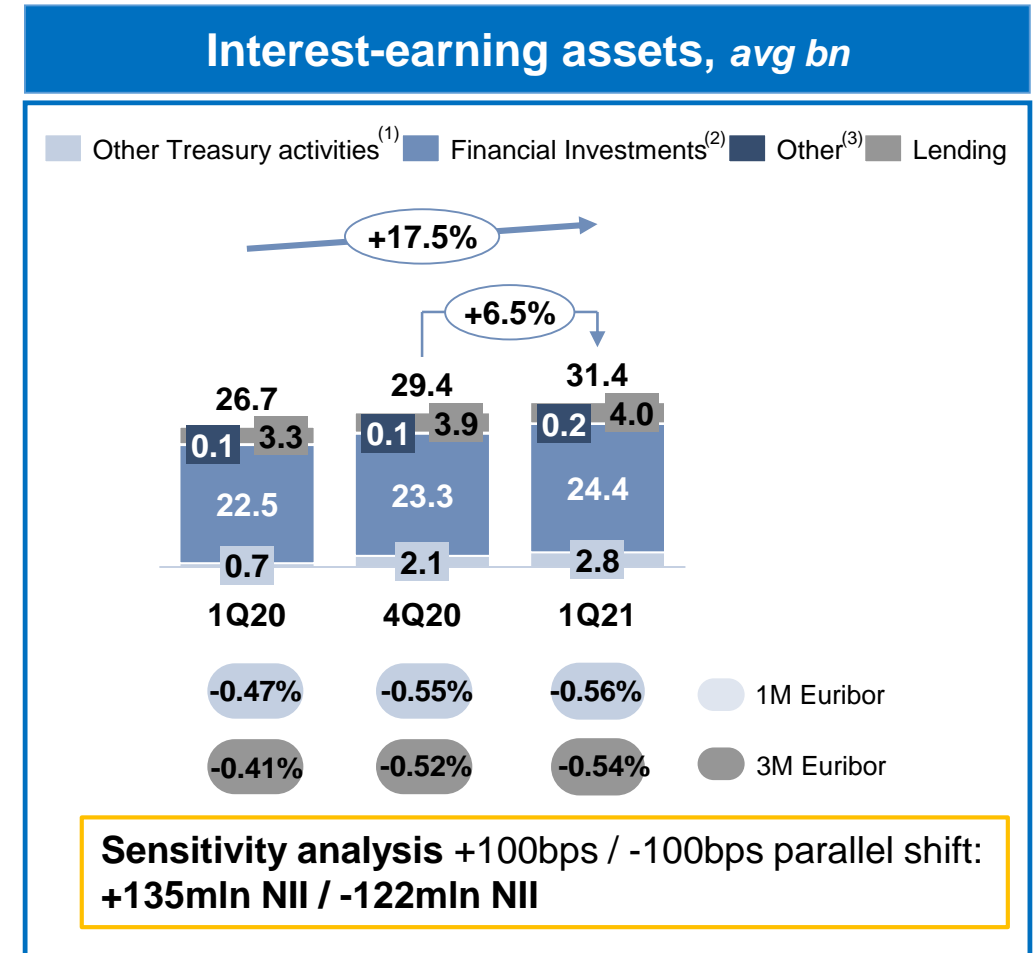 Interest-earning assets, avg bn
Other Treasury activities(1) Financial Investments(2) Other(3) Lending
+17.5%
+6.5%
26.7 29.4 31.4
0.1 3.3 0.1 3.9 0.2 4.0
22.5 23.3 24.4
0.7 2.1 2.8
1Q20 4Q20 1Q21
-0.47% -0.55% -0.56% 1M Euribor
-0.41% -0.52% -0.54% 3M Euribor
Sensitivity analysis +100bps / -100bps parallel shift:
+135mln NII / -122mln NII